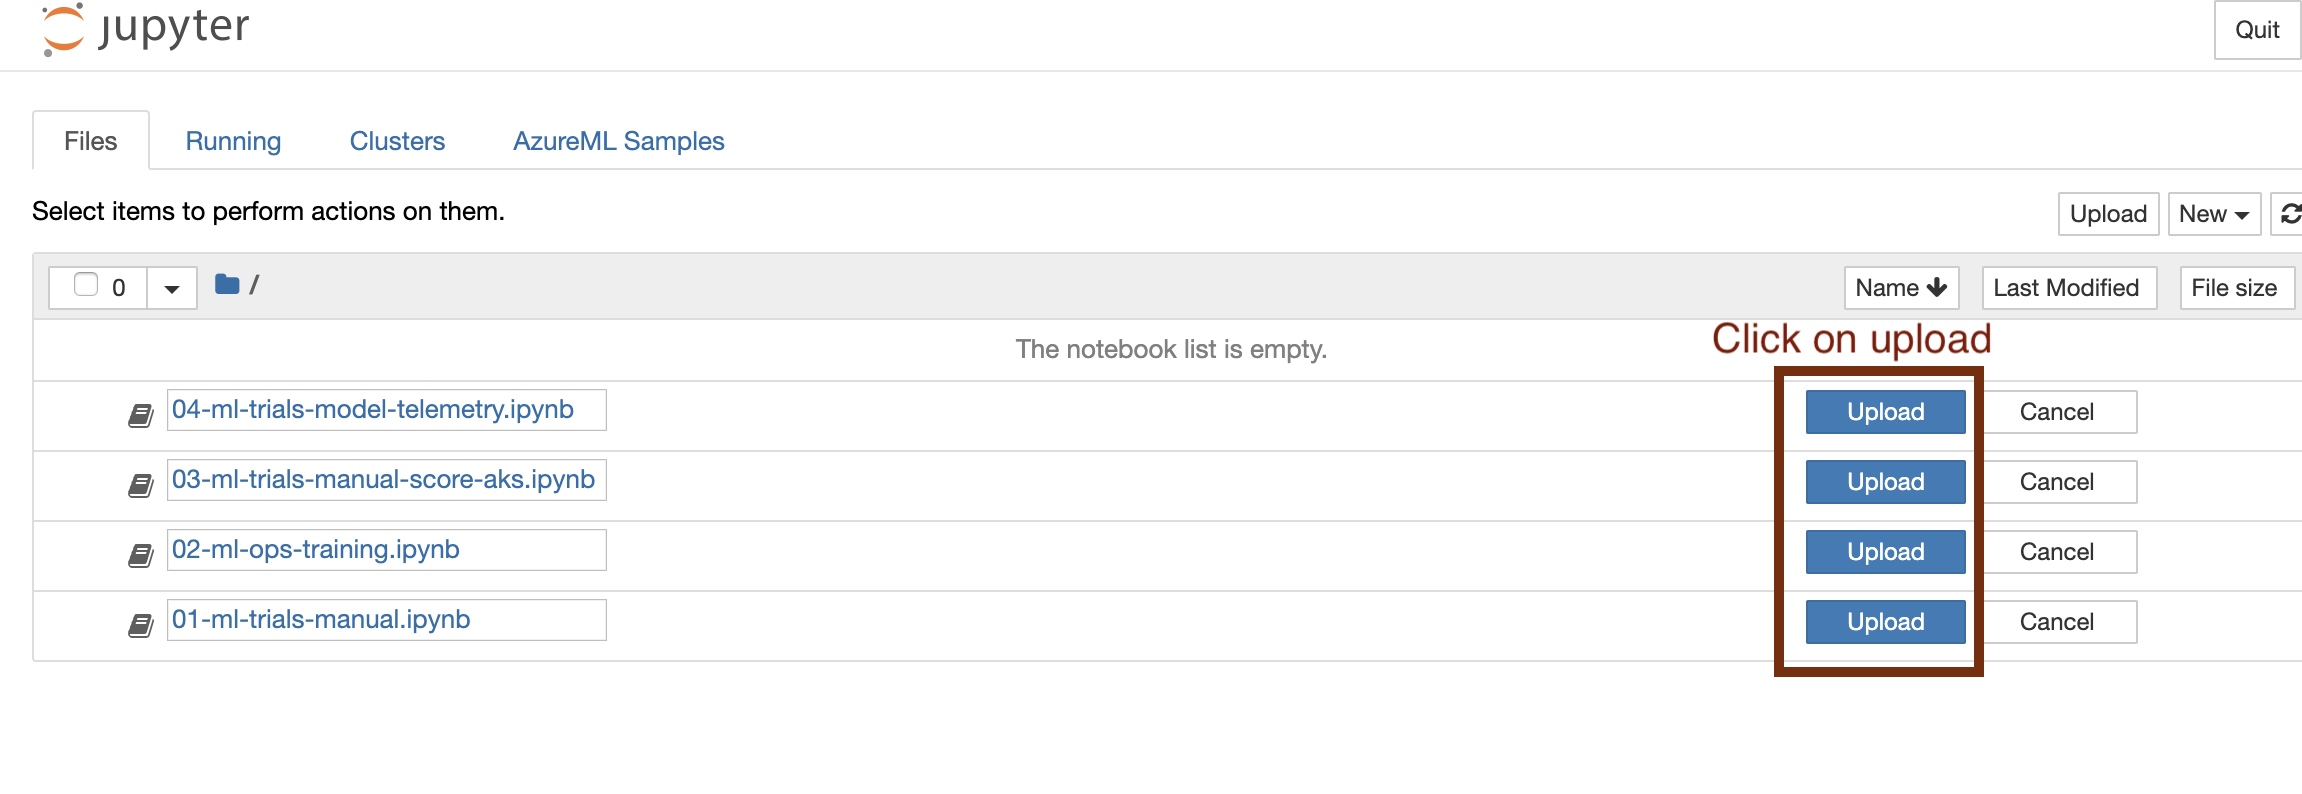 jupyter
Quit
Files Running Clusters AzureML Samples
Select items to perform actions on them.
Upload New
0 / Name Last Modified File size
The notebook list is empty.
Click on upload
04-ml-trials-model-telemetry.ipynb Upload Cancel
03-ml-trials-manual-score-aks.ipynb Upload Cancel
02-ml-ops-training.ipynb Upload Cancel
01-ml-trials-manual.ipynb Upload Cancel